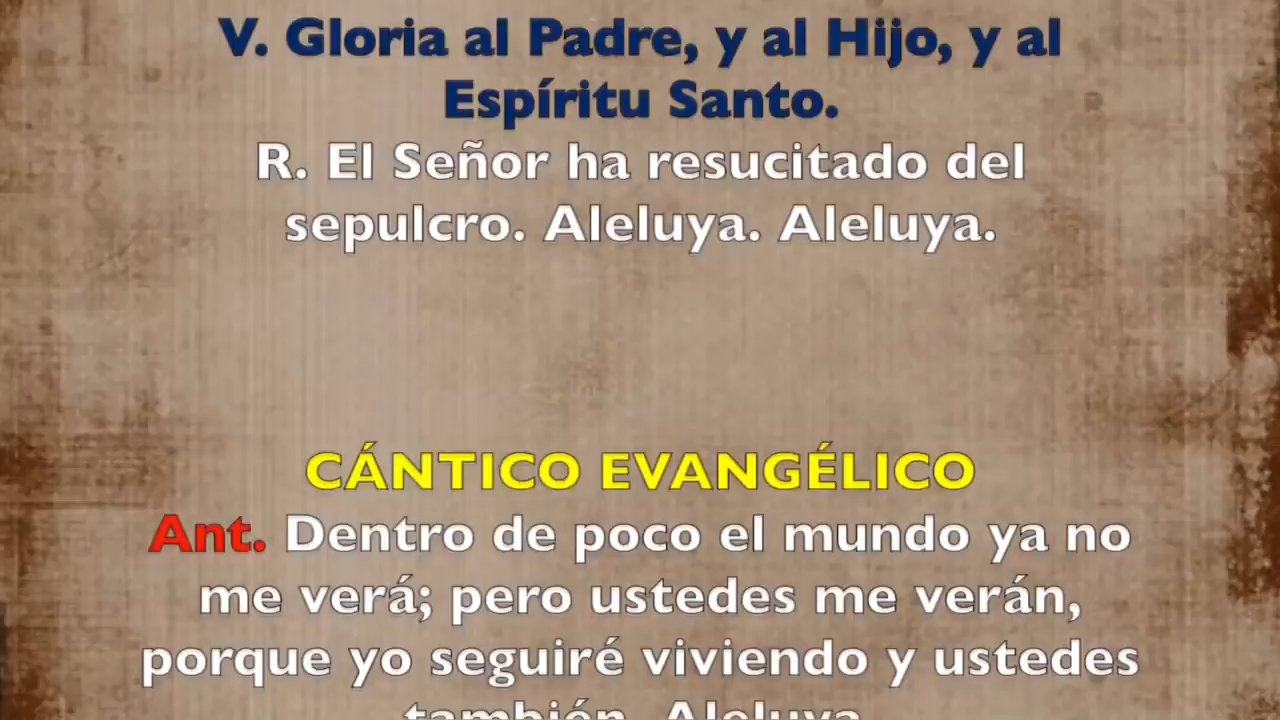 V. Gloria al Padre, y al Hijo, y al
Espíritu Santo.
R. El Señor ha resucitado del
sepulcro. Aleluya. Aleluya.
CÁNTICO EVANGÉLICO
Ant. Dentro de poco el mundo ya no
me verá; pero ustedes me verán,
porque yo seguiré viviendo y ustedes
también. Aleluya.